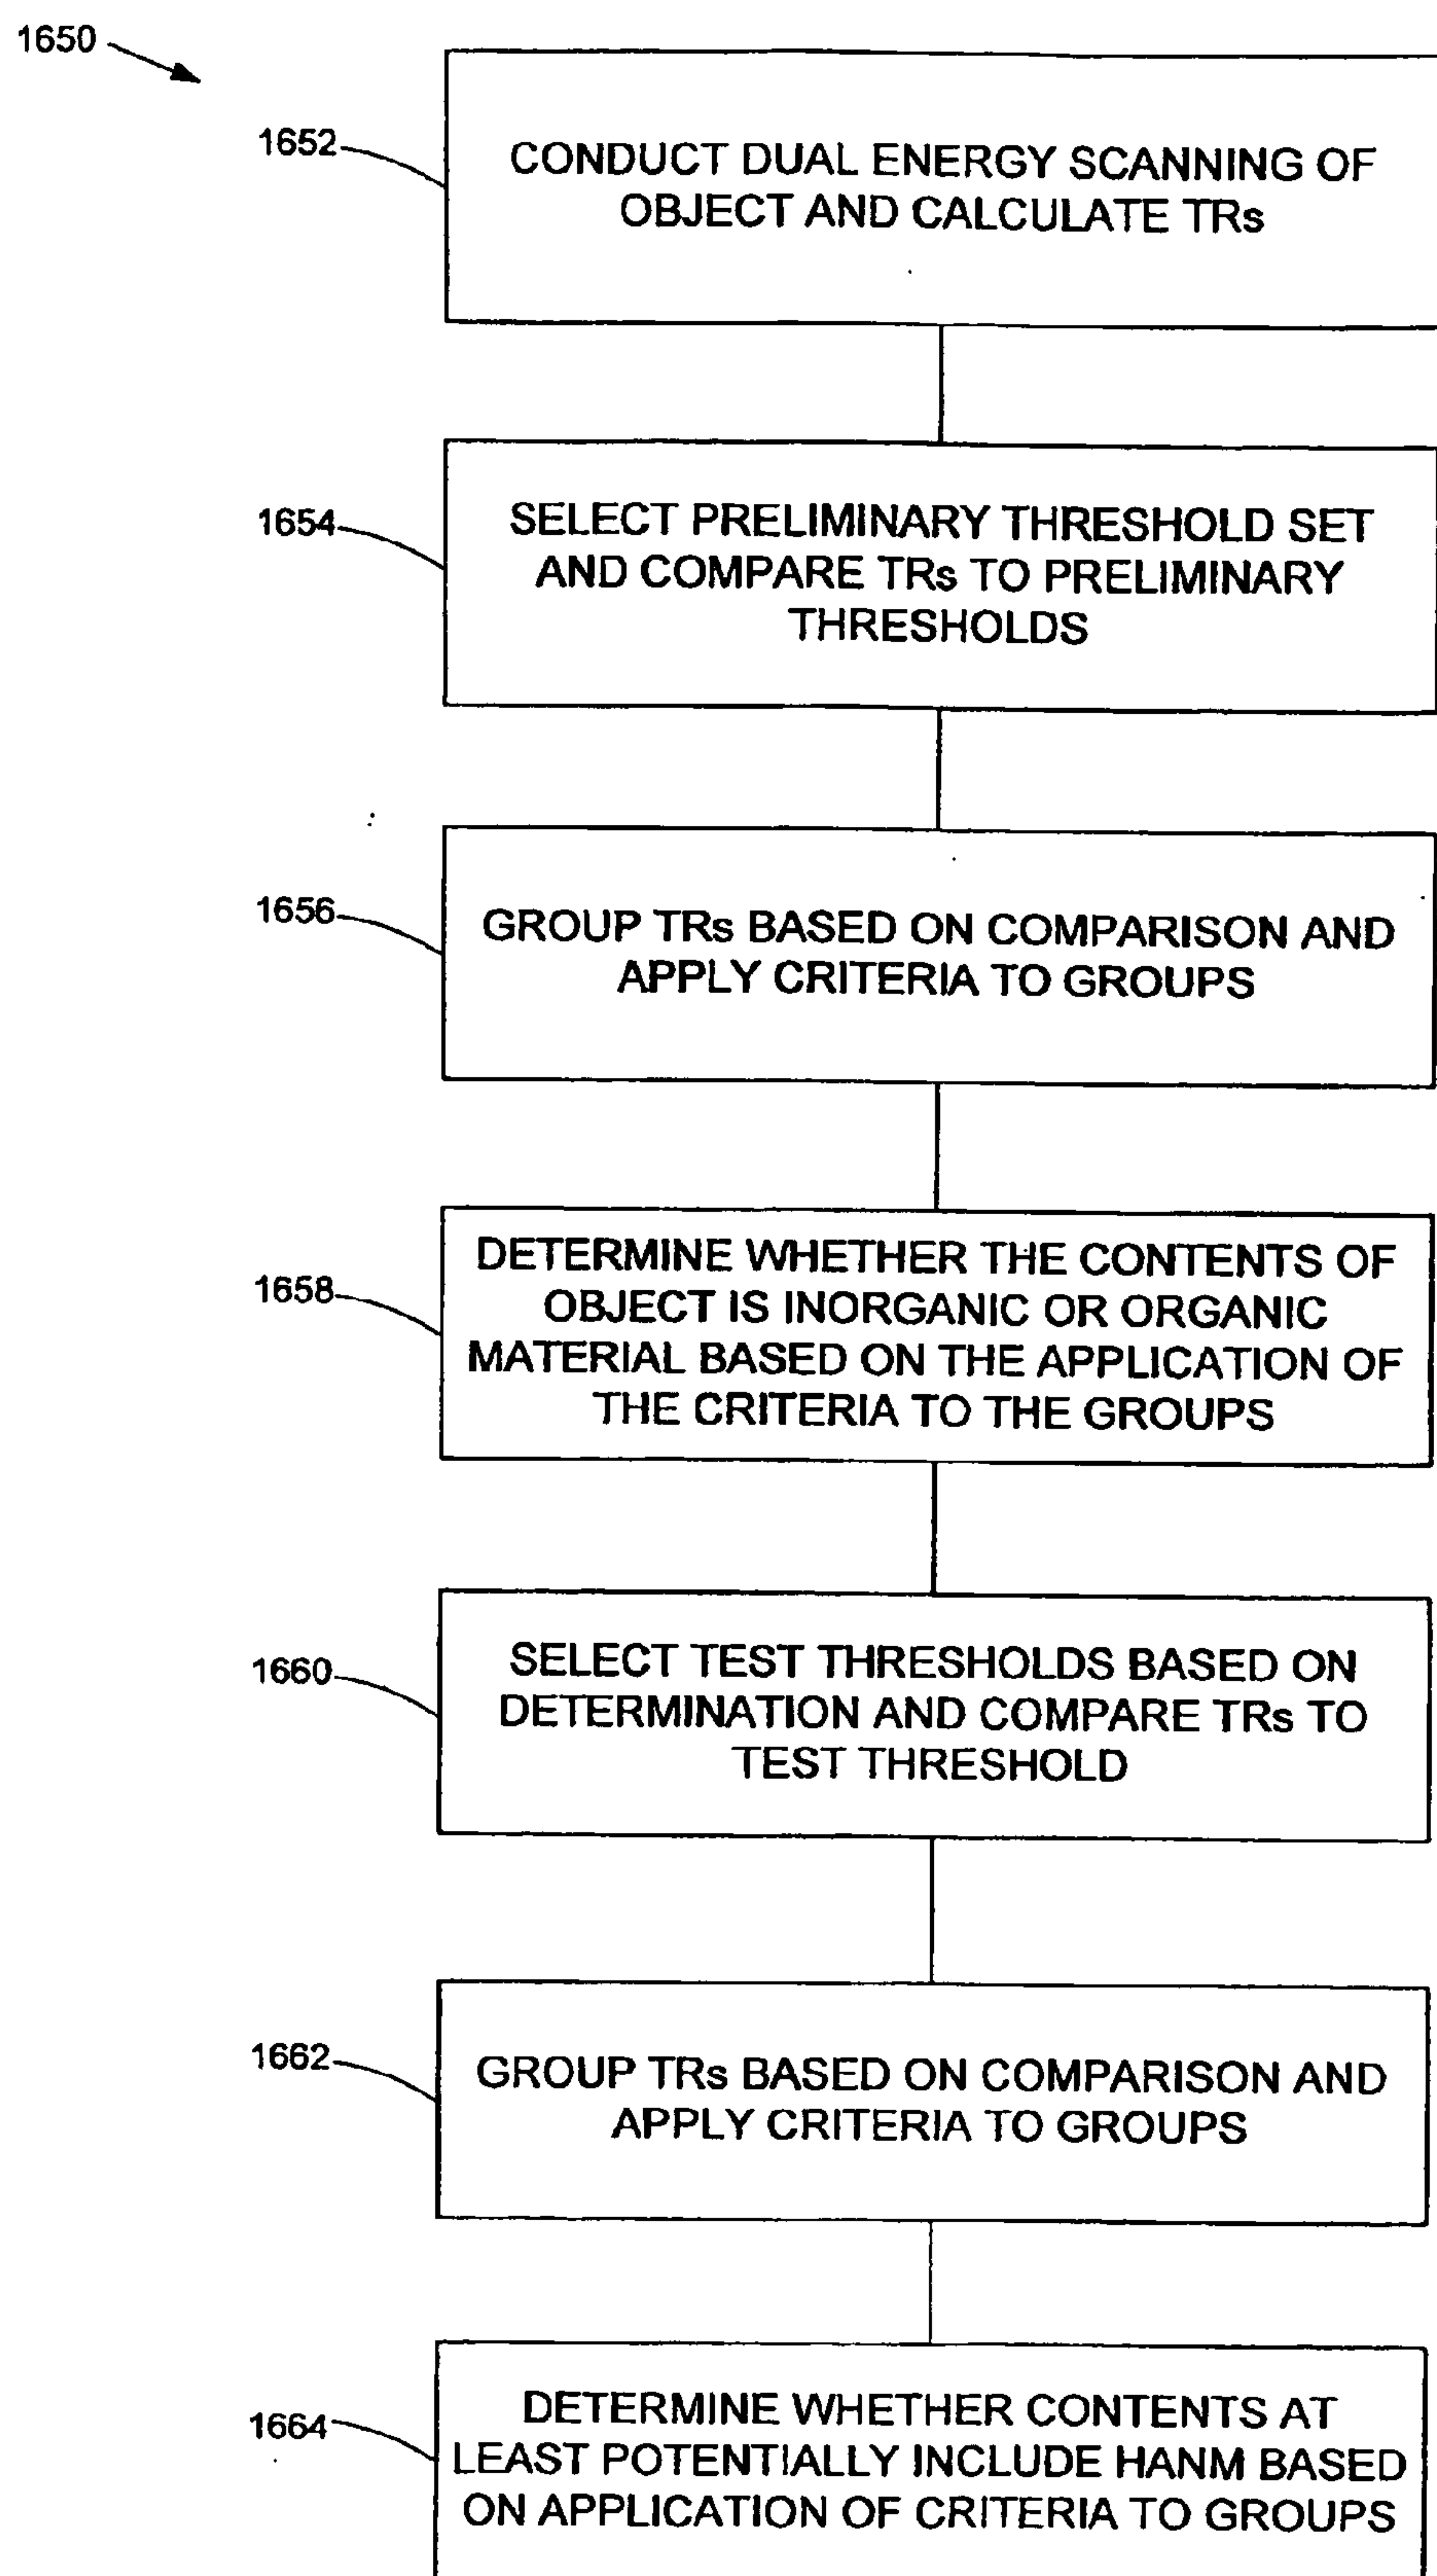 1650
1652
CONDUCT DUAL ENERGY SCANNING OF
OBJECT AND CALCULATE TRs
1654
SELECT PRELIMINARY THRESHOLD SET
AND COMPARE TRs TO PRELIMINARY
THRESHOLDS
1656
GROUP TRs BASED ON COMPARISON AND
APPLY CRITERIA TO GROUPS
1658
DETERMINE WHETHER THE CONTENTS OF
OBJECT IS INORGANIC OR ORGANIC
MATERIAL BASED ON THE APPLICATION OF
THE CRITERIA TO THE GROUPS
1660
SELECT TEST THRESHOLDS BASED ON
DETERMINATION AND COMPARE TRs TO
TEST THRESHOLD
1662
GROUP TRs BASED ON COMPARISON AND
APPLY CRITERIA TO GROUPS
1664
DETERMINE WHETHER CONTENTS AT
LEAST POTENTIALLY INCLUDE HANM BASED
ON APPLICATION OF CRITERIA TO GROUPS